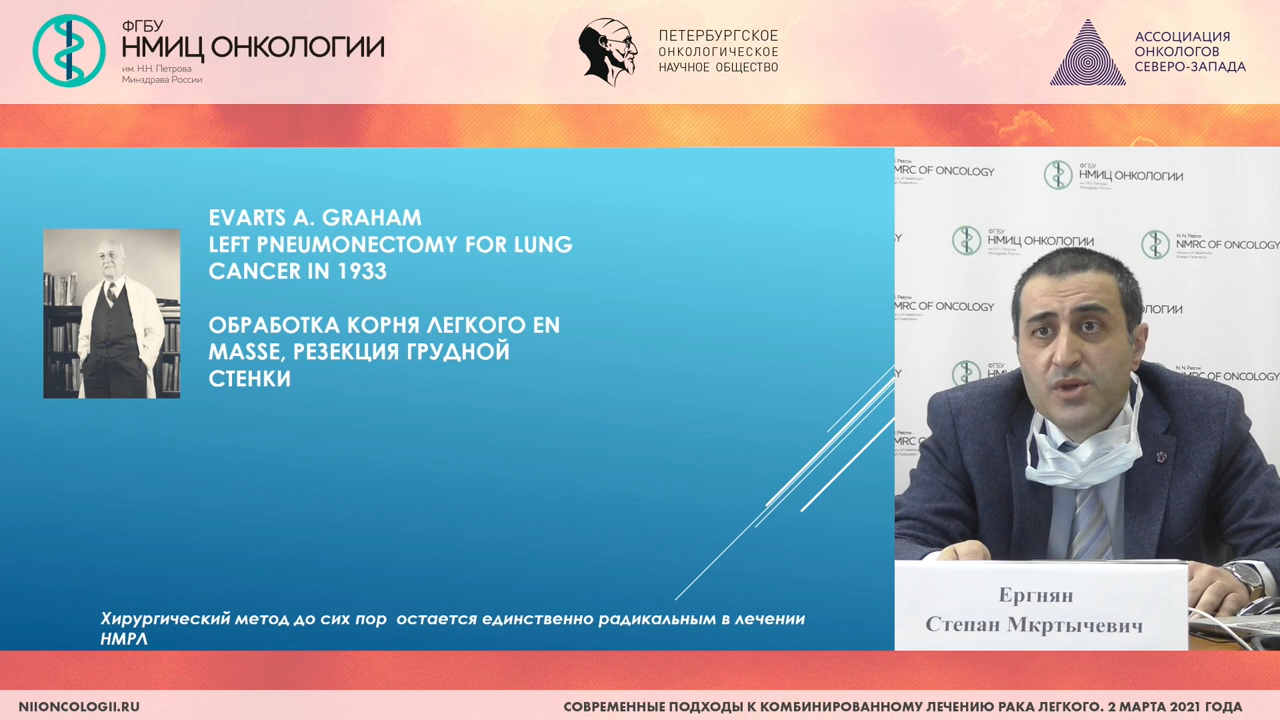 ФГБУ
НМИЦ ОНКОЛОГИИ
им. Н.Н. Петрова
Минздрава России
ПЕТЕРБУРГСКОЕ
ОНКОЛОГИЧЕСКОЕ
НАУЧНОЕ ОБЩЕСТВО
АССОЦИАЦИЯ
ОНКОЛОГОВ
СЕВЕРО-ЗАПАДА
EVARTS A. GRAHAM
LEFT PNEUMONECTOMY FOR LUNG
CANCER IN 1933
ОБРАБОТКА КОРНЯ ЛЕГКОГО EN
MASSE, РЕЗЕКЦИЯ ГРУДНОЙ
СТЕНКИ
Хирургический метод до сих пор остается единственно радикальным в лечении
НМРЛ
OF ONCOLOGY
ФГБУ
НМИЦ ОНКОЛОГИИ
ФГБУ
НМИЦ ОНКОЛОГИИ
N.N. Petrov
NMRC OF ONCOLOGY
OF ONCOLOGY
ФГБУ
N.N. Petrov
NMRC OF ONCOLOGY
Ергнян
Степан Мкртычевич
NIIONCOLOGII.RU
СОВРЕМЕННЫЕ ПОДХОДЫ К КОМБИНИРОВАННОМУ ЛЕЧЕНИЮ РАКА ЛЕГКОГО. 2 МАРТА 2021 ГОДА